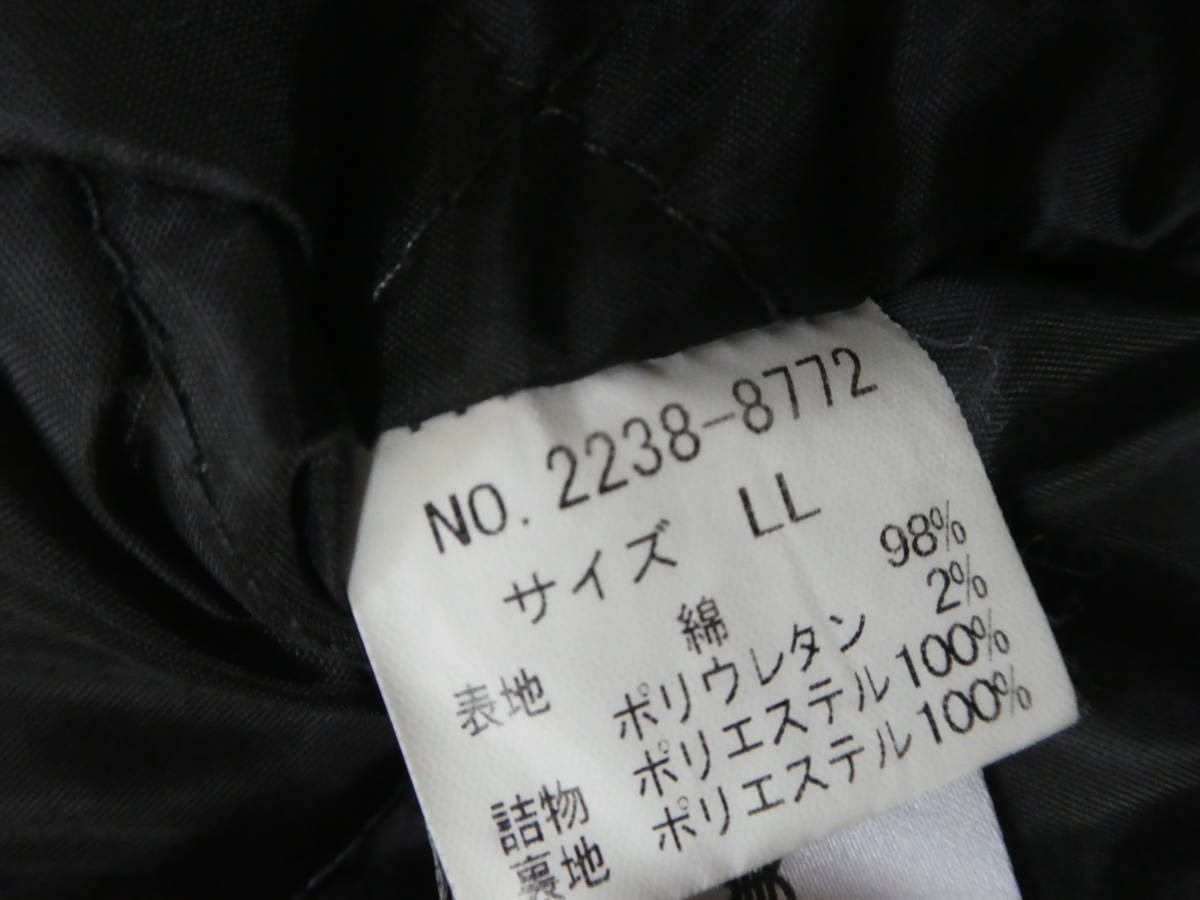 NO. 2238-8772
サイズ LL
表地 綿 98%
ポリウレタン 2%
詰物 ポリエステル100%
裏地 ポリエステル100%